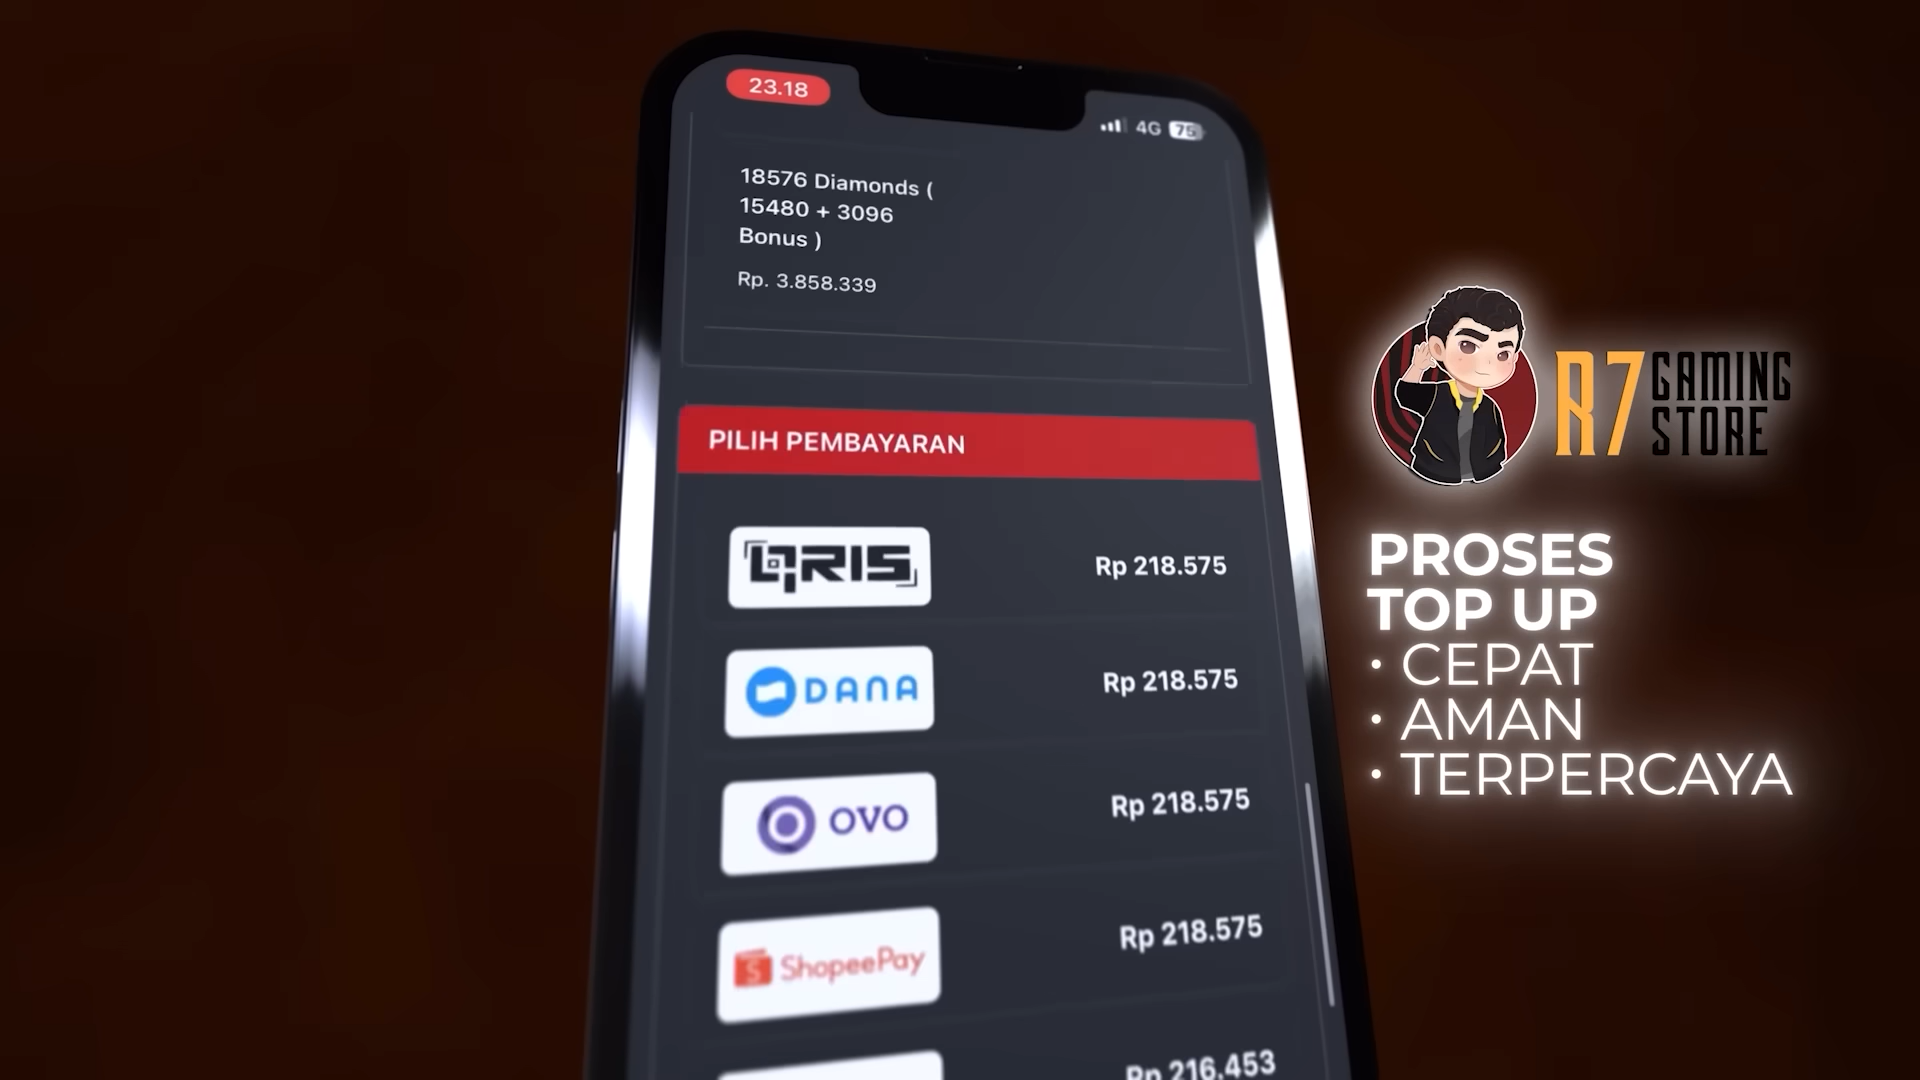 23.18
4G 75
18576 Diamonds (
15480 + 3096
Bonus )
Rp. 3.858.339
PILIH PEMBAYARAN
QRIS
Rp 218.575
DANA
Rp 218.575
OVO
Rp 218.575
S ShopeePay
Rp 218.575
Rp 216.453
R7 GAMING
STORE
PROSES
TOP UP
• CEPAT
• AMAN
• TERPERCAYA